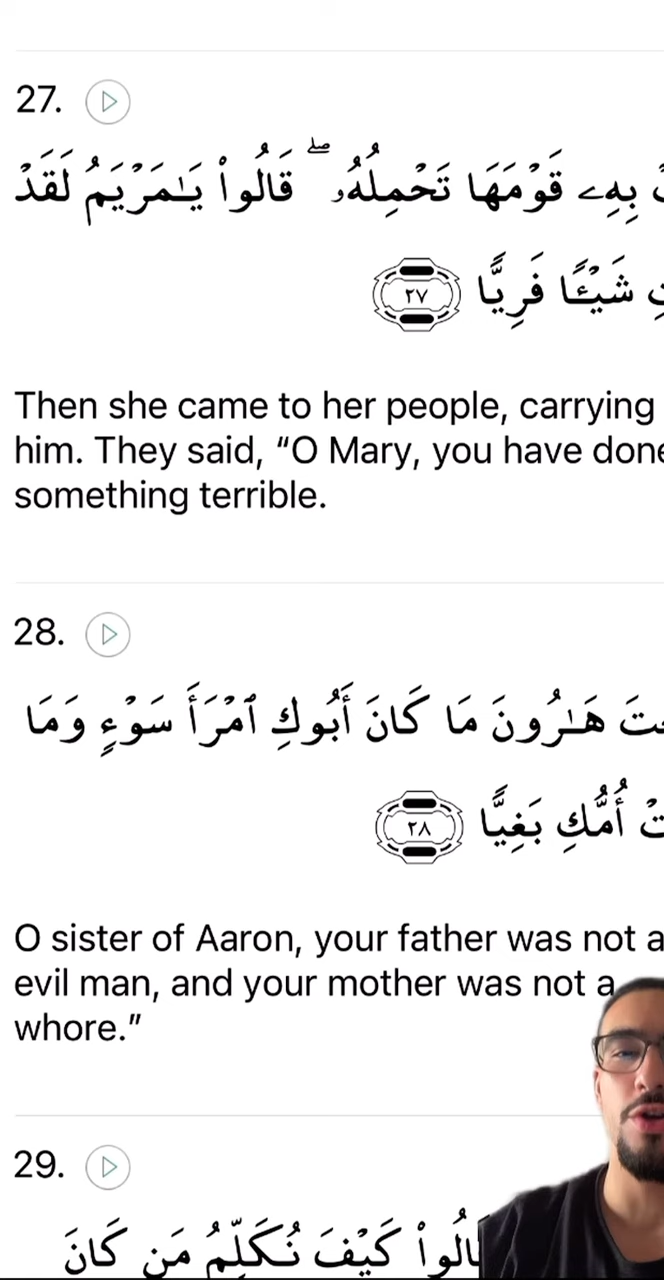 27.
بِهِۦ قَوْمَهَا تَحْمِلُهُۥ ۖ قَالُوا۟ يَـٰمَرْيَمُ لَقَدْ
شَيْـًٔا فَرِيًّا ٢٧
Then she came to her people, carrying
him. They said, “O Mary, you have done
something terrible.
28.
هَـٰرُونَ مَا كَانَ أَبُوكِ ٱمْرَأَ سَوْءٍ وَمَا
أُمُّكِ بَغِيًّا ٢٨
O sister of Aaron, your father was not a
evil man, and your mother was not a
whore.”
29.
كَيْفَ نُكَلِّمُ مَن كَانَ